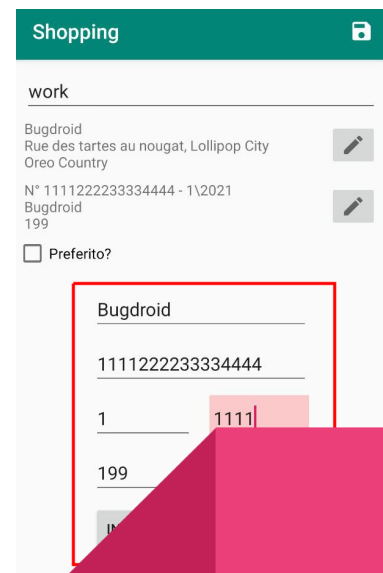 Shopping
work
Bugdroid
Rue des tartes au nougat, Lollipop City
Oreo Country
N° 1111222233334444 - 1\2021
Bugdroid
199
Preferito?
Bugdroid
1111222233334444
1 1111
199